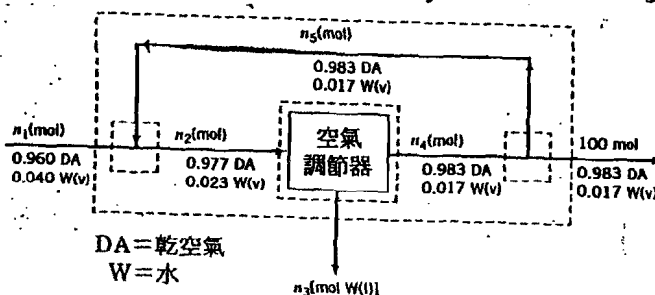 n5(mol)
0.983 DA
0.017 W(v)
n1(mol)
0.960 DA
0.040 W(v)
n2(mol)
0.977 DA
0.023 W(v)
空氣
調節器
n4(mol)
0.983 DA
0.017 W(v)
100 mol
0.983 DA
0.017 W(v)
DA＝乾空氣
W＝水
n3[mol W(l)]